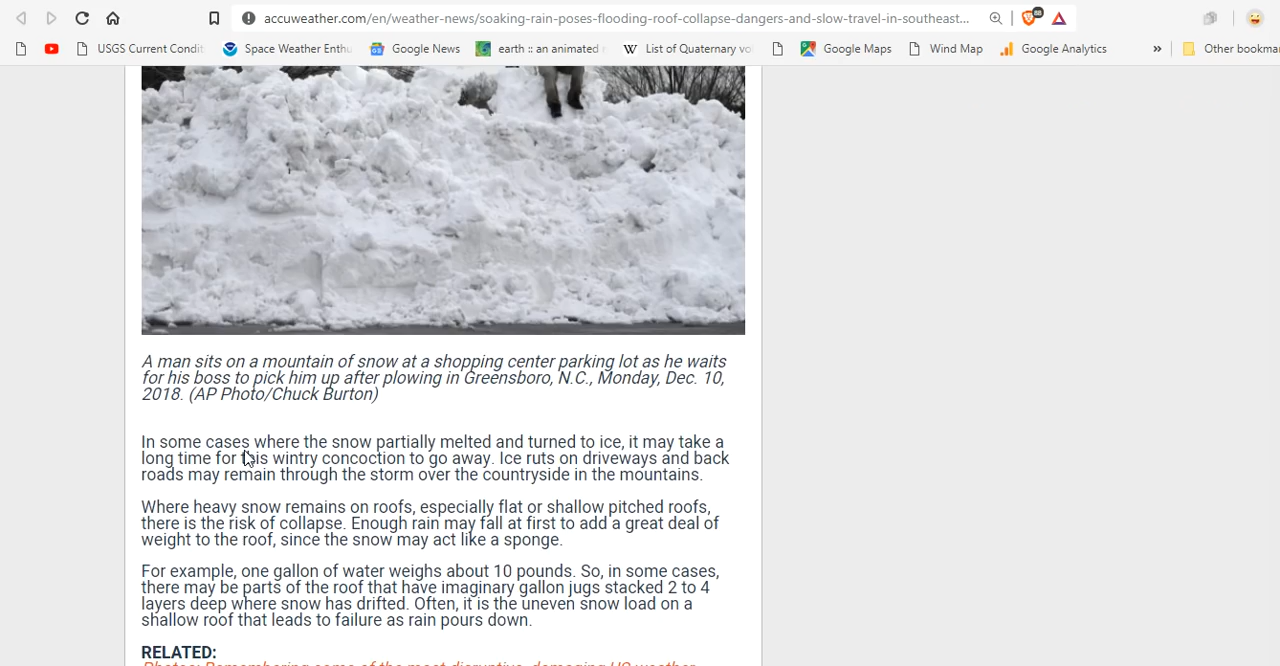 accuweather.com/en/weather-news/soaking-rain-poses-flooding-roof-collapse-dangers-and-slow-travel-in-southeast...
USGS Current Condit Space Weather Enthu Google News earth :: an animated List of Quaternary vo Google Maps Wind Map Google Analytics » Other bookma
A man sits on a mountain of snow at a shopping center parking lot as he waits
for his boss to pick him up after plowing in Greensboro, N.C., Monday, Dec. 10,
2018. (AP Photo/Chuck Burton)
In some cases where the snow partially melted and turned to ice, it may take a
long time for this wintry concoction to go away. Ice ruts on driveways and back
roads may remain through the storm over the countryside in the mountains.
Where heavy snow remains on roofs, especially flat or shallow pitched roofs,
there is the risk of collapse. Enough rain may fall at first to add a great deal of
weight to the roof, since the snow may act like a sponge.
For example, one gallon of water weighs about 10 pounds. So, in some cases,
there may be parts of the roof that have imaginary gallon jugs stacked 2 to 4
layers deep where snow has drifted. Often, it is the uneven snow load on a
shallow roof that leads to failure as rain pours down.
RELATED:
Photos: Remembering some of the most disruptive, damaging US weather